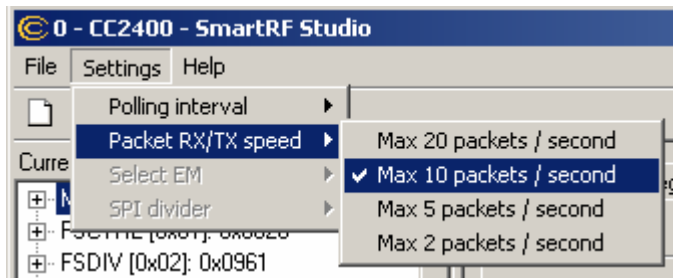 0 - CC2400 - SmartRF Studio
File Settings Help
Polling interval
Packet RX/TX speed
Select EM
SPI divider
Max 20 packets / second
Max 10 packets / second
Max 5 packets / second
Max 2 packets / second
Curre
FSDIV [0x02]: 0x0961